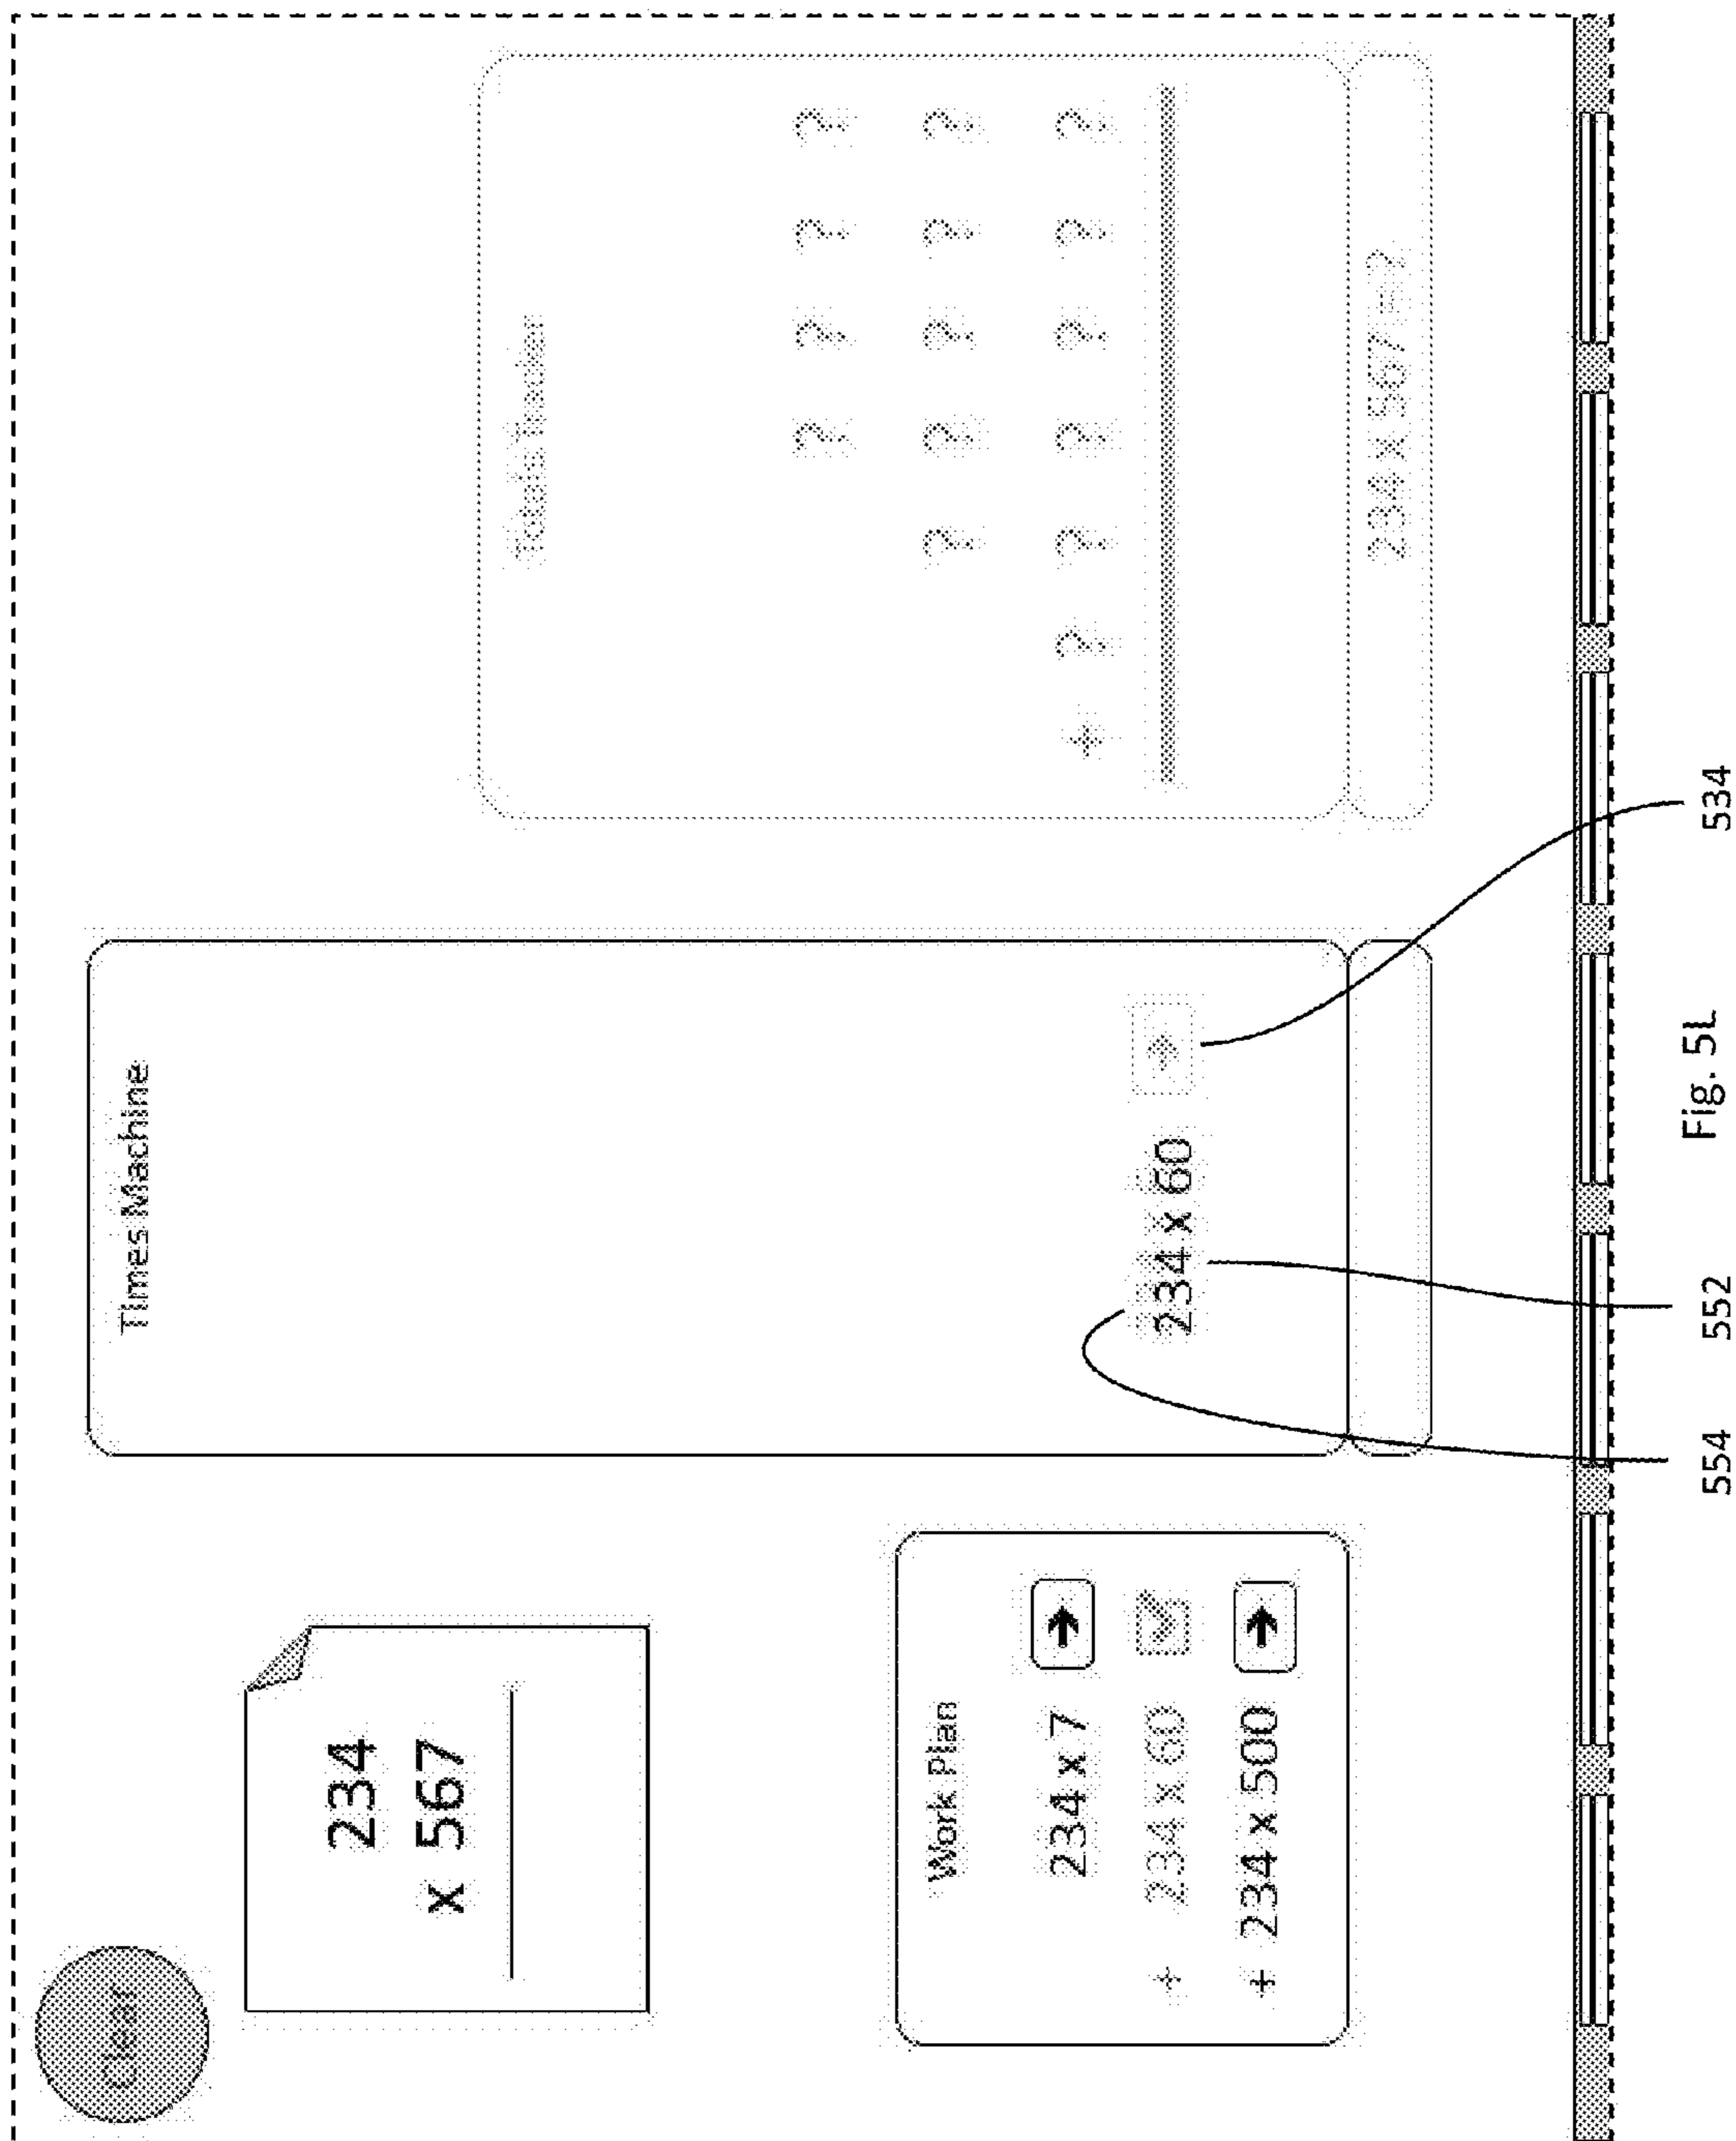 Clear
234
x 567
Work Plan
234 x 7
+ 234 x 60
+ 234 x 500
Times Machine
234 x 60
Totals Tracker
? ? ? ?
? ? ? ? ?
+ ? ? ? ? ? ?
234 x 567 = ?
554
552
534
Fig. 5L